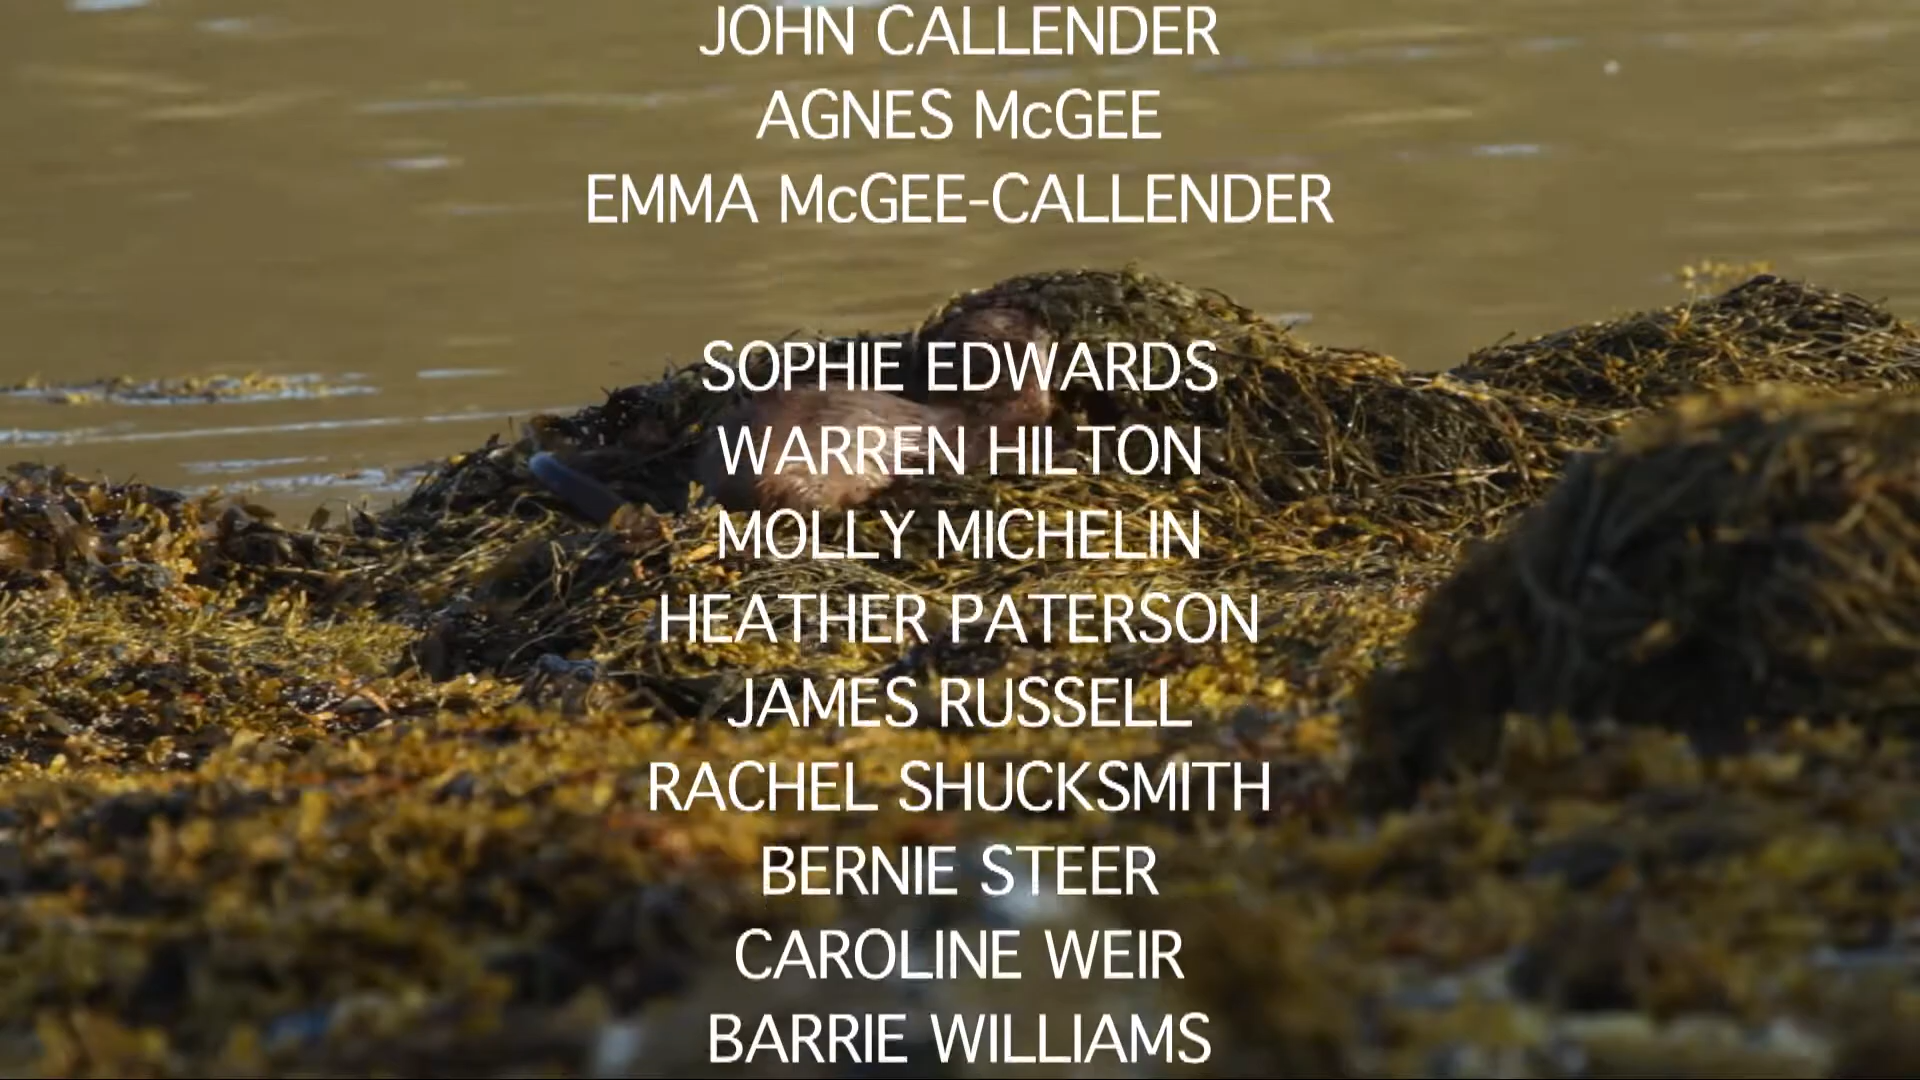 JOHN CALLENDER
AGNES McGEE
EMMA McGEE-CALLENDER
SOPHIE EDWARDS
WARREN HILTON
MOLLY MICHELIN
HEATHER PATERSON
JAMES RUSSELL
RACHEL SHUCKSMITH
BERNIE STEER
CAROLINE WEIR
BARRIE WILLIAMS